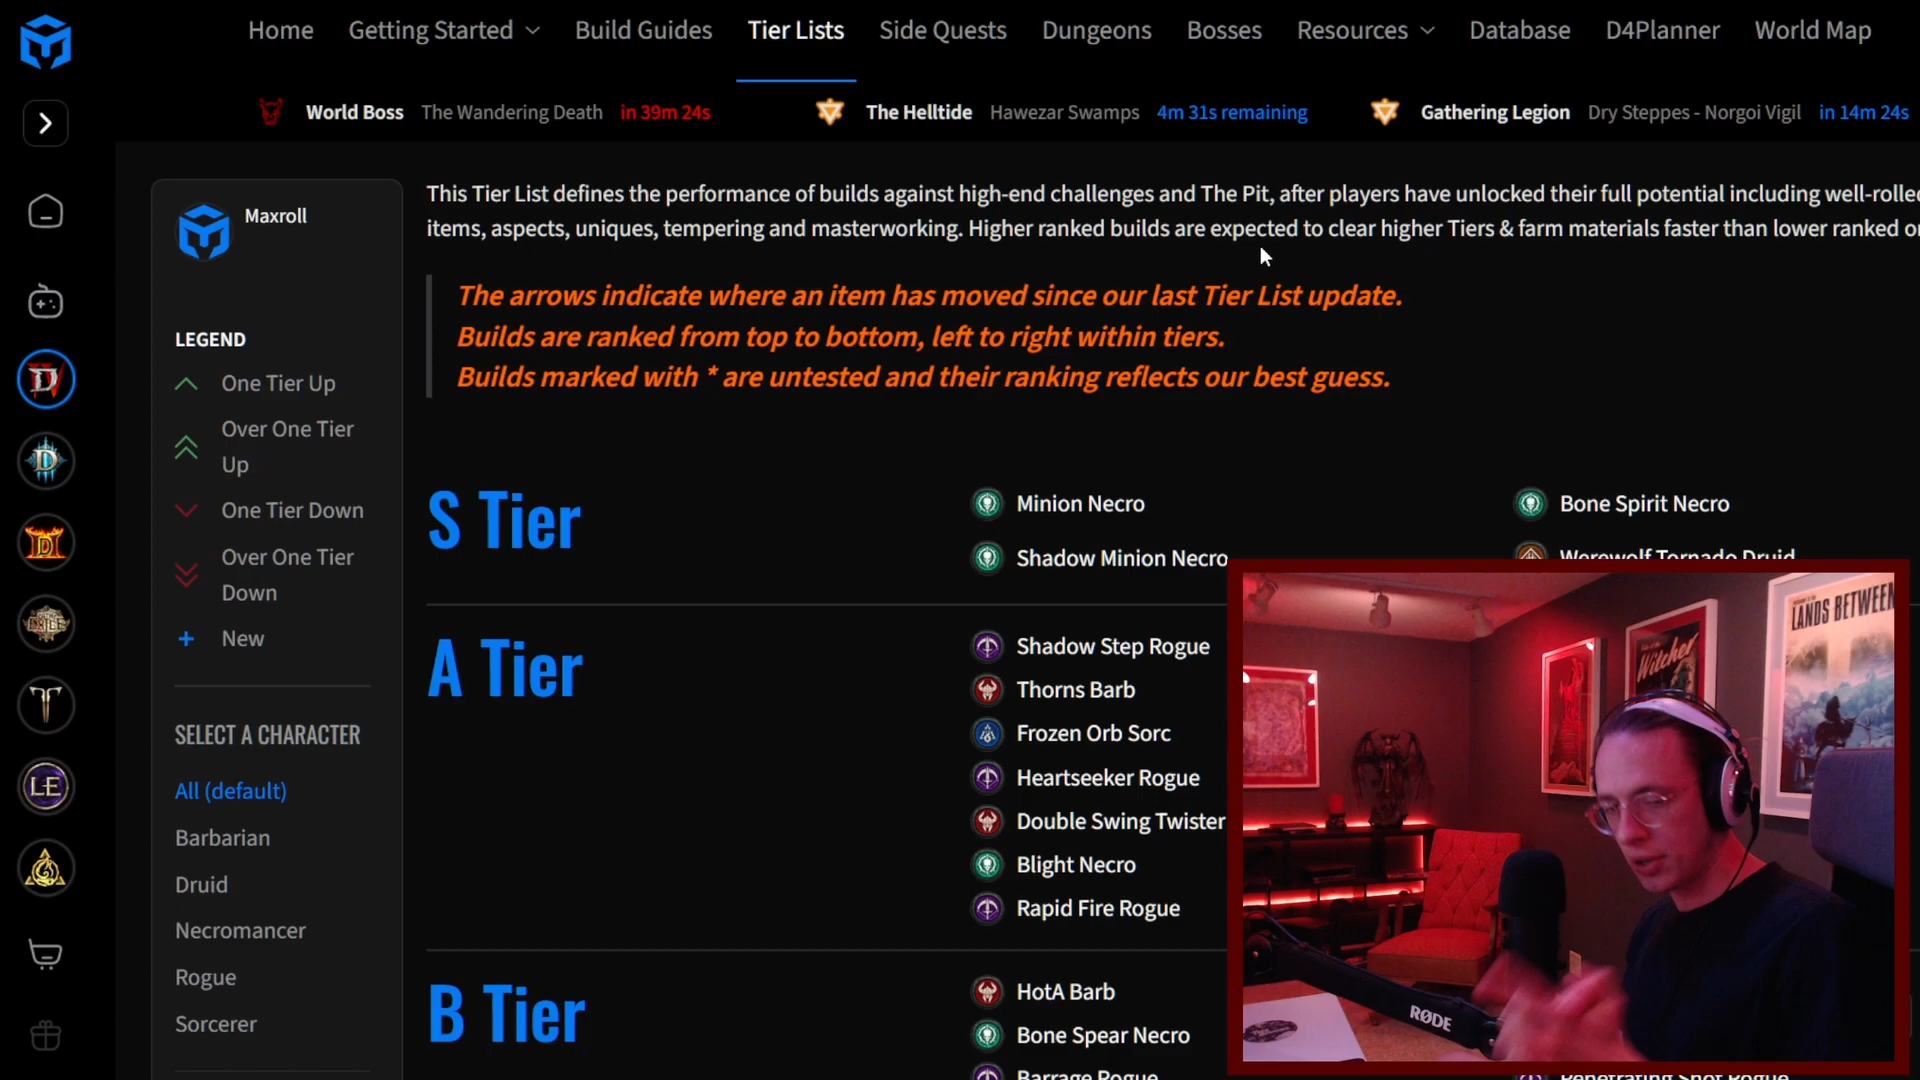 Home
Getting Started
Build Guides
Tier Lists
Side Quests
Dungeons
Bosses
Resources
Database
D4Planner
World Map
World Boss The Wandering Death in 39m 24s
The Helltide Hawezar Swamps 4m 31s remaining
Gathering Legion Dry Steppes - Norgoi Vigil in 14m 24s
Maxroll
LEGEND
One Tier Up
Over One Tier
Up
One Tier Down
Over One Tier
Down
New
SELECT A CHARACTER
All (default)
Barbarian
Druid
Necromancer
Rogue
Sorcerer
This Tier List defines the performance of builds against high-end challenges and The Pit, after players have unlocked their full potential including well-rolled
items, aspects, uniques, tempering and masterworking. Higher ranked builds are expected to clear higher Tiers & farm materials faster than lower ranked
The arrows indicate where an item has moved since our last Tier List update.
Builds are ranked from top to bottom, left to right within tiers.
Builds marked with * are untested and their ranking reflects our best guess.
S Tier
Minion Necro
Bone Spirit Necro
Shadow Minion Necro
Werewolf Tornado Druid
A Tier
Shadow Step Rogue
Thorns Barb
Frozen Orb Sorc
Heartseeker Rogue
Double Swing Twister
Blight Necro
Rapid Fire Rogue
B Tier
HotA Barb
Bone Spear Necro
Barrage Rogue
Penetrating Shot Rogue
LANDS BETWEEN
Witcher
RØDE
LE